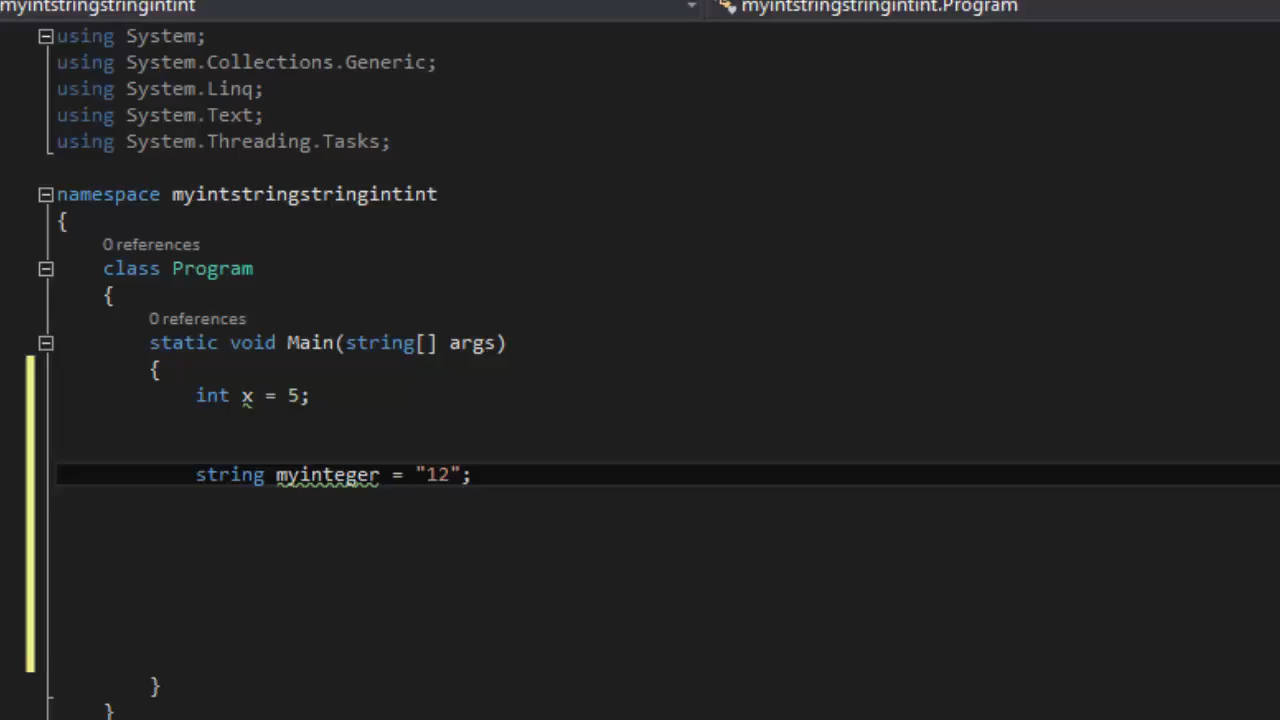 myintstringstringintint myintstringstringintint.Program
using System;
using System.Collections.Generic;
using System.Linq;
using System.Text;
using System.Threading.Tasks;
namespace myintstringstringintint
{
0 references
class Program
{
0 references
static void Main(string[] args)
{
int x = 5;
string myinteger = "12";
}
}